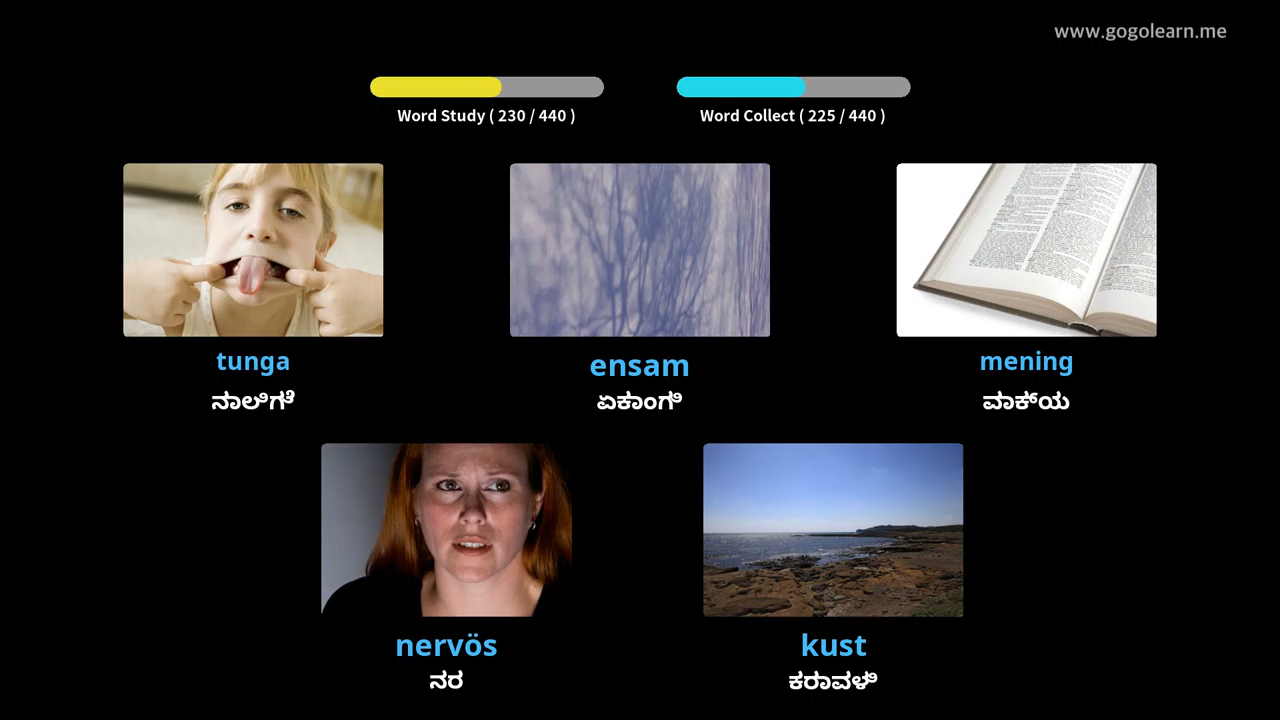 www.gogolearn.me
Word Study ( 230 / 440 )
Word Collect ( 225 / 440 )
tunga
ensam
mening
ನಾಲಿಗೆ
ಏಕಾಂಗಿ
ವಾಕ್ಯ
nervös
kust
ನರ
ಕರಾವಳಿ